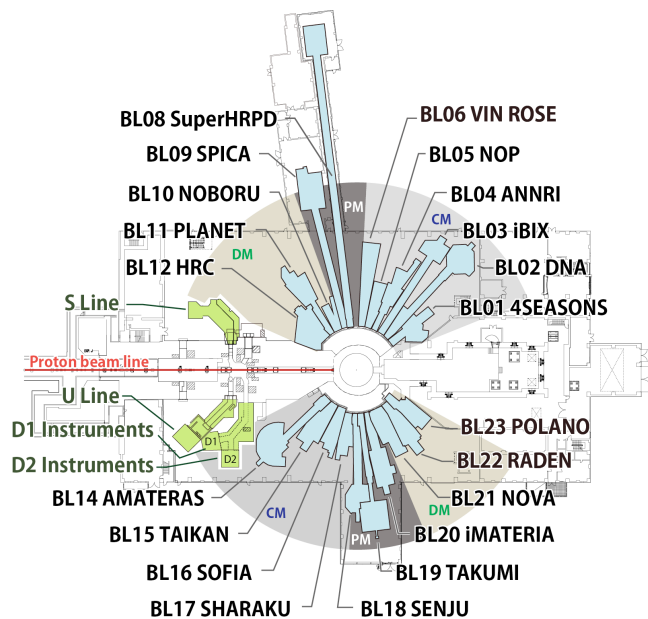 BL08 SuperHRPD
BL06 VIN ROSE
BL09 SPICA
BL05 NOP
BL10 NOBORU
PM
BL04 ANNRI
CM
BL11 PLANET
BL03 iBIX
DM
BL12 HRC
BL02 DNA
S Line
BL01 4SEASONS
Proton beam line
U Line
D1 Instruments
D1
BL23 POLANO
D2 Instruments
D2
BL22 RADEN
BL14 AMATERAS
BL21 NOVA
CM
DM
BL15 TAIKAN
BL20 iMATERIA
PM
BL16 SOFIA
BL19 TAKUMI
BL17 SHARAKU
BL18 SENJU